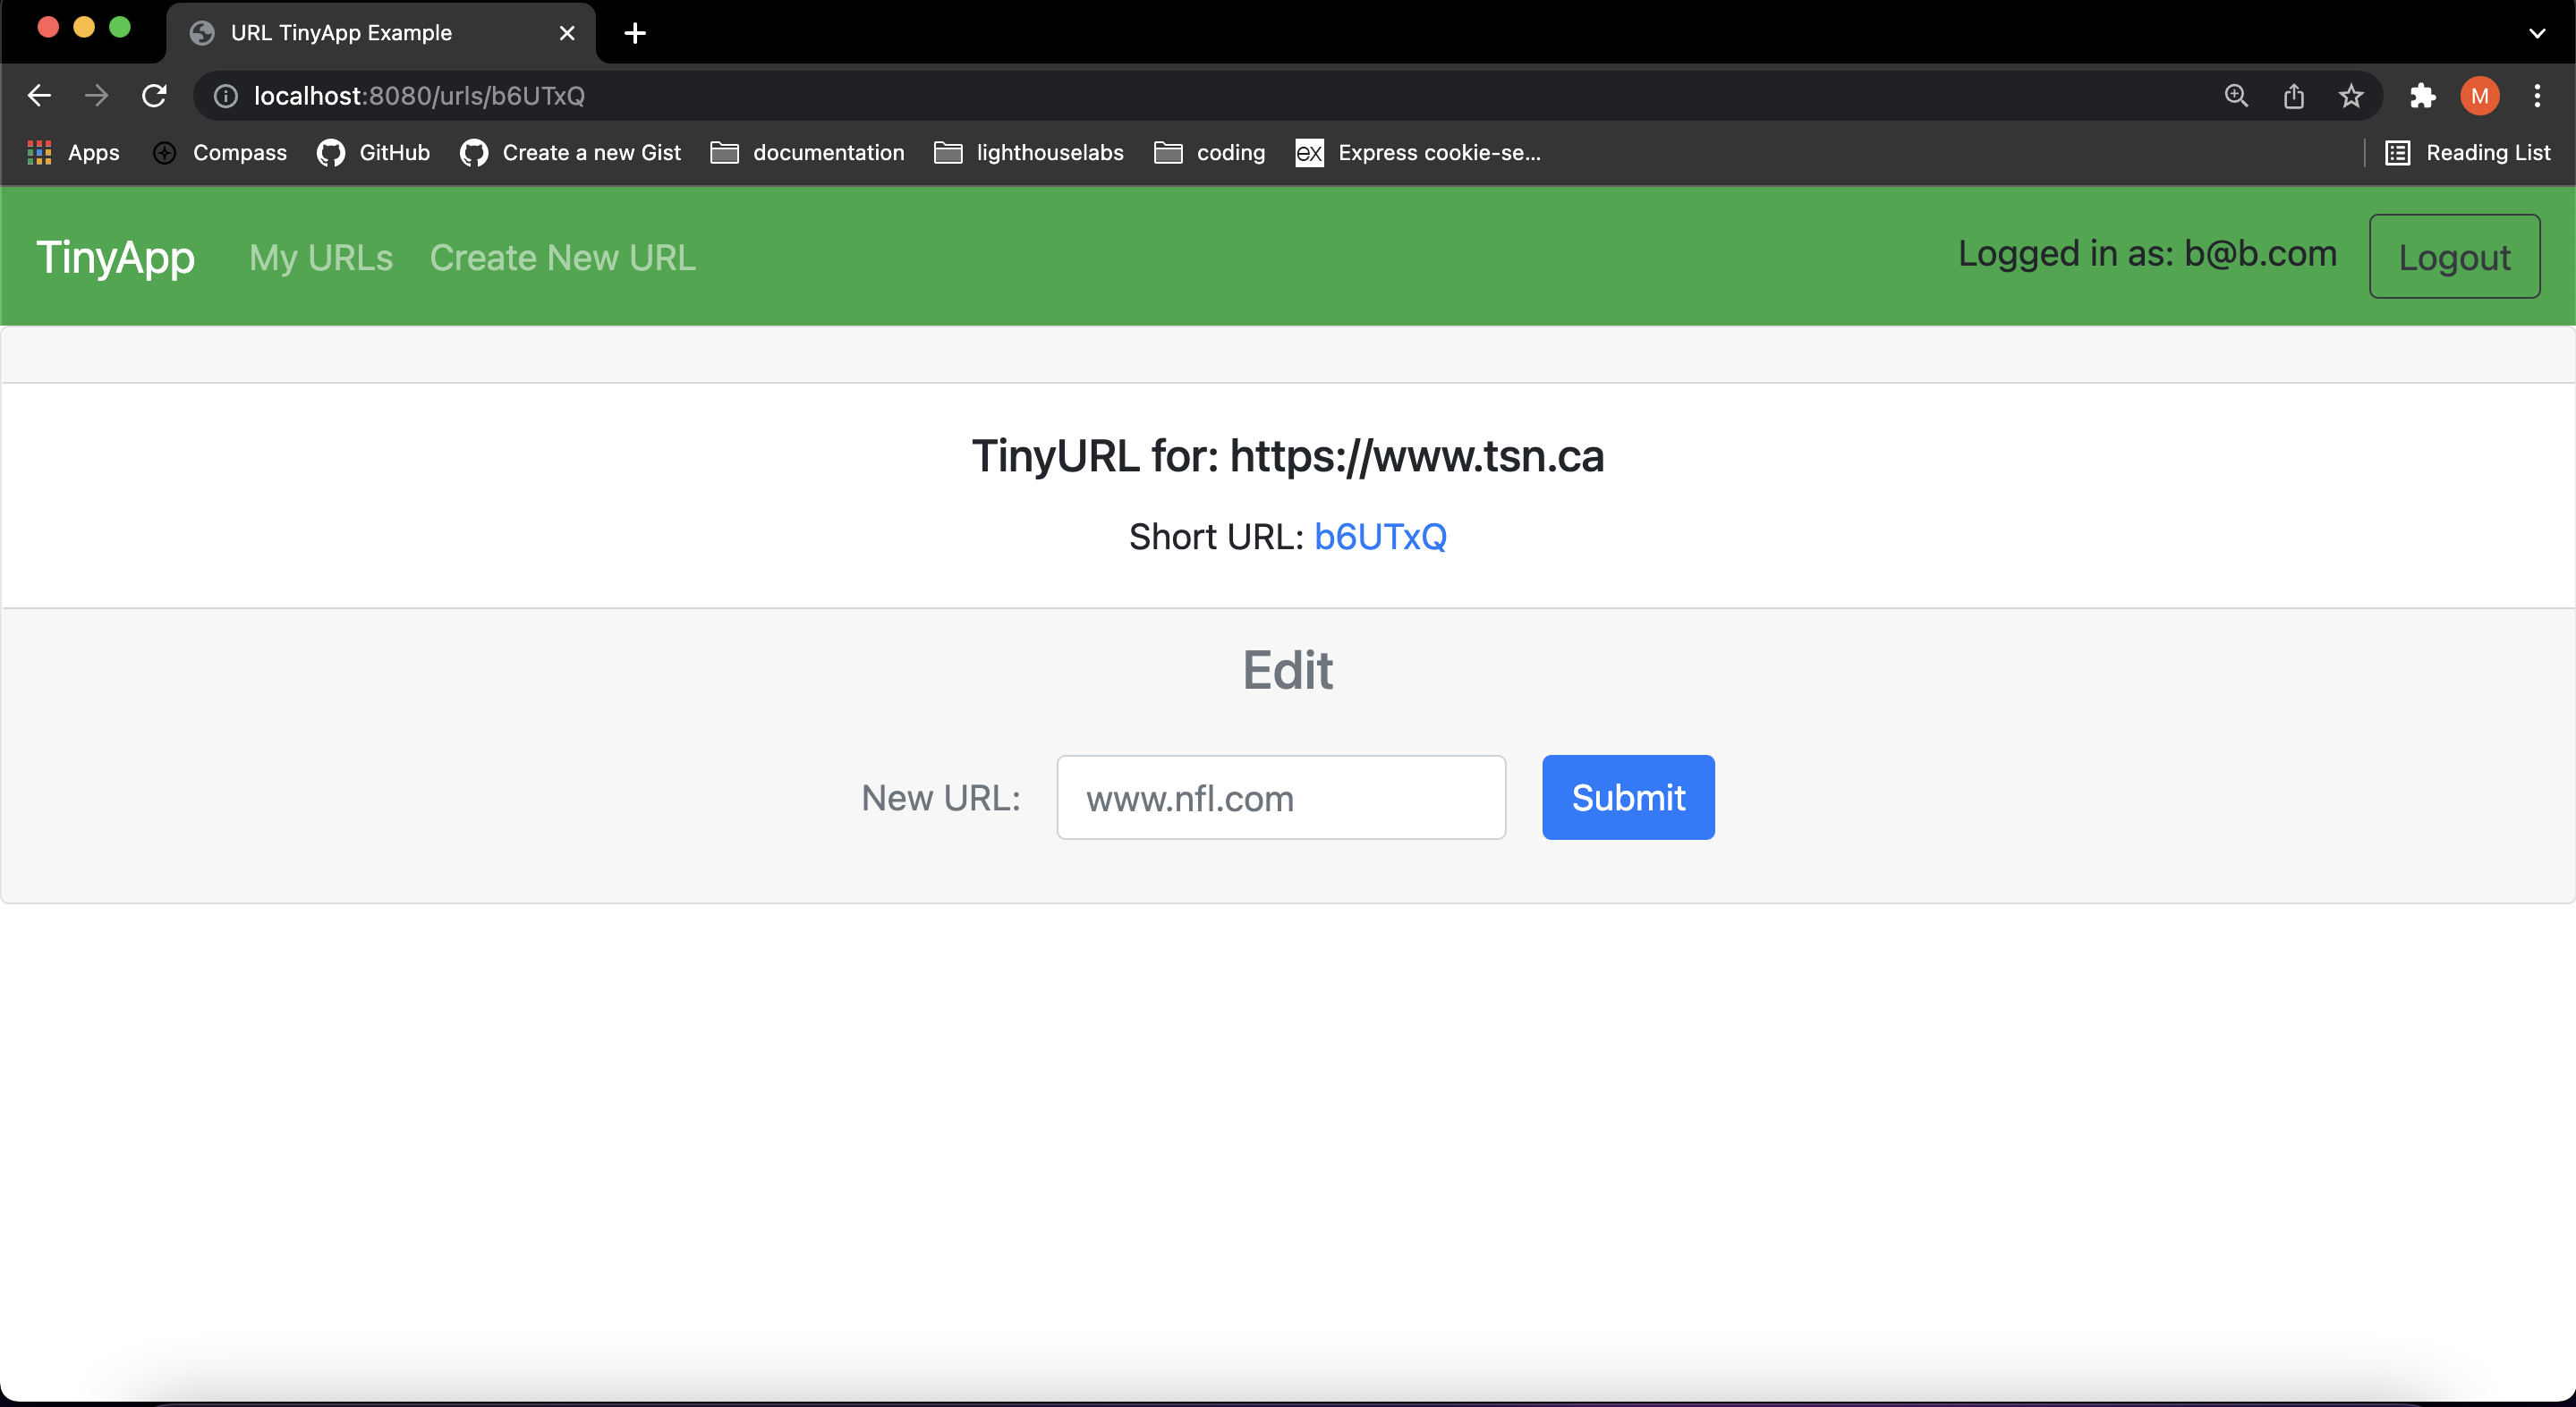 URL TinyApp Example
localhost:8080/urls/b6UTxQ
M
Apps Compass GitHub Create a new Gist documentation lighthouselabs coding ex Express cookie-se... Reading List
TinyApp My URLs Create New URL Logged in as: b@b.com Logout
TinyURL for: https://www.tsn.ca
Short URL: b6UTxQ
Edit
New URL: www.nfl.com Submit